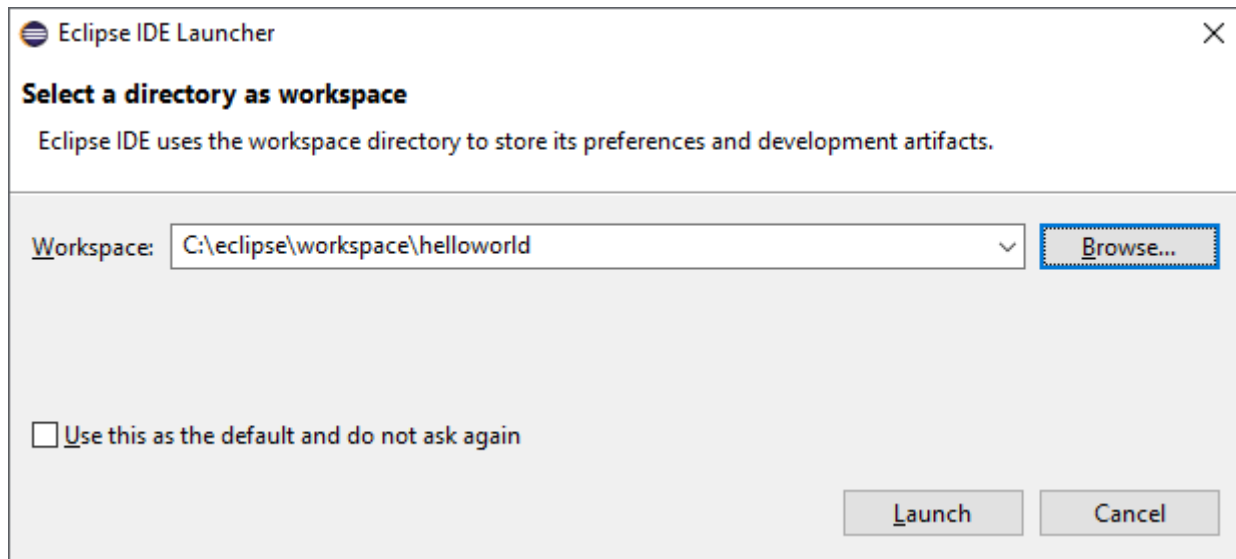 Eclipse IDE Launcher
Select a directory as workspace
Eclipse IDE uses the workspace directory to store its preferences and development artifacts.
Workspace: C:\eclipse\workspace\helloworld Browse...
Use this as the default and do not ask again
Launch Cancel